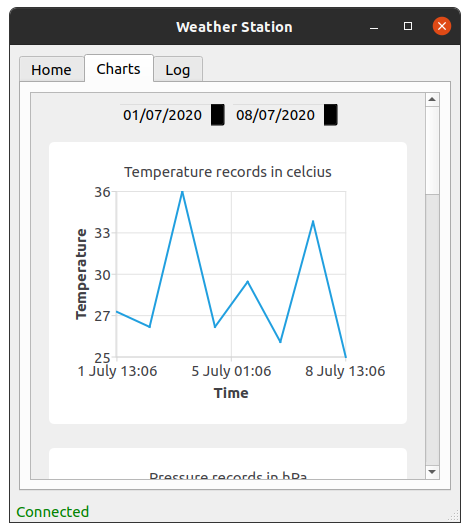 Weather Station
Home Charts Log
01/07/2020 08/07/2020
Temperature records in celcius
36
33
30
27
25
Temperature
1 July 13:06 5 July 01:06 8 July 13:06
Time
Pressure records in hPa
Connected